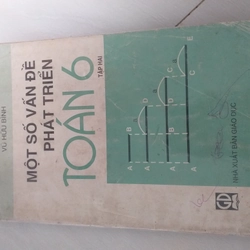 VŨ HỮU BÌNH
MỘT SỐ VẤN ĐỀ
PHÁT TRIỂN
TOÁN 6
TẬP HAI
B
D
C
E
A
A
A
A
NHÀ XUẤT BẢN GIÁO DỤC